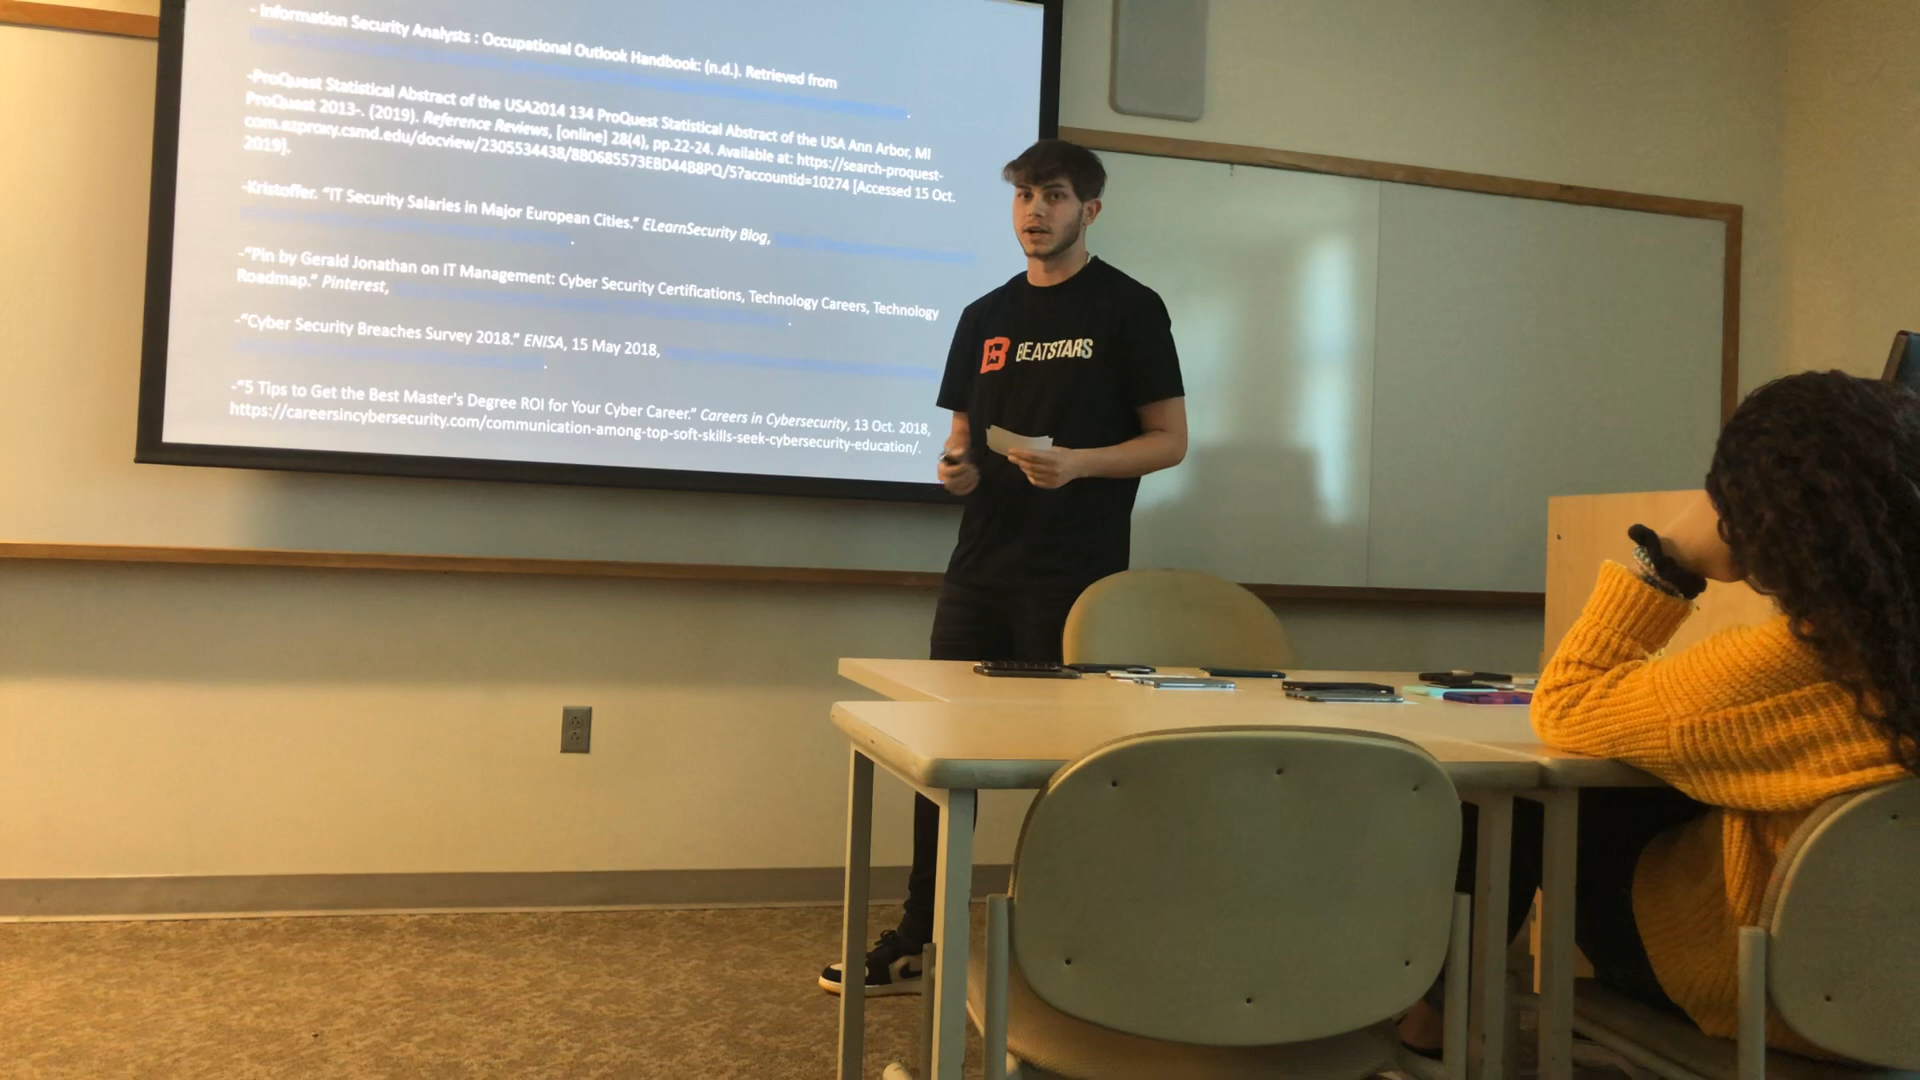 - Information Security Analysts : Occupational Outlook Handbook: (n.d.). Retrieved from
-ProQuest Statistical Abstract of the USA2014 134 ProQuest Statistical Abstract of the USA Ann Arbor, MI
ProQuest 2013-. (2019). Reference Reviews, [online] 28(4), pp.22-24. Available at: https://search-proquest-
com.ezproxy.csmd.edu/docview/2305534438/8B0685573EBD44B8PQ/5?accountid=10274 [Accessed 15 Oct.
2019].
-Kristoffer. “IT Security Salaries in Major European Cities.” ELearnSecurity Blog,
-“Pin by Gerald Jonathan on IT Management: Cyber Security Certifications, Technology Careers, Technology
Roadmap.” Pinterest,
-“Cyber Security Breaches Survey 2018.” ENISA, 15 May 2018,
-“5 Tips to Get the Best Master's Degree ROI for Your Cyber Career.” Careers in Cybersecurity, 13 Oct. 2018,
https://careersincybersecurity.com/communication-among-top-soft-skills-seek-cybersecurity-education/.
B BEATSTARS